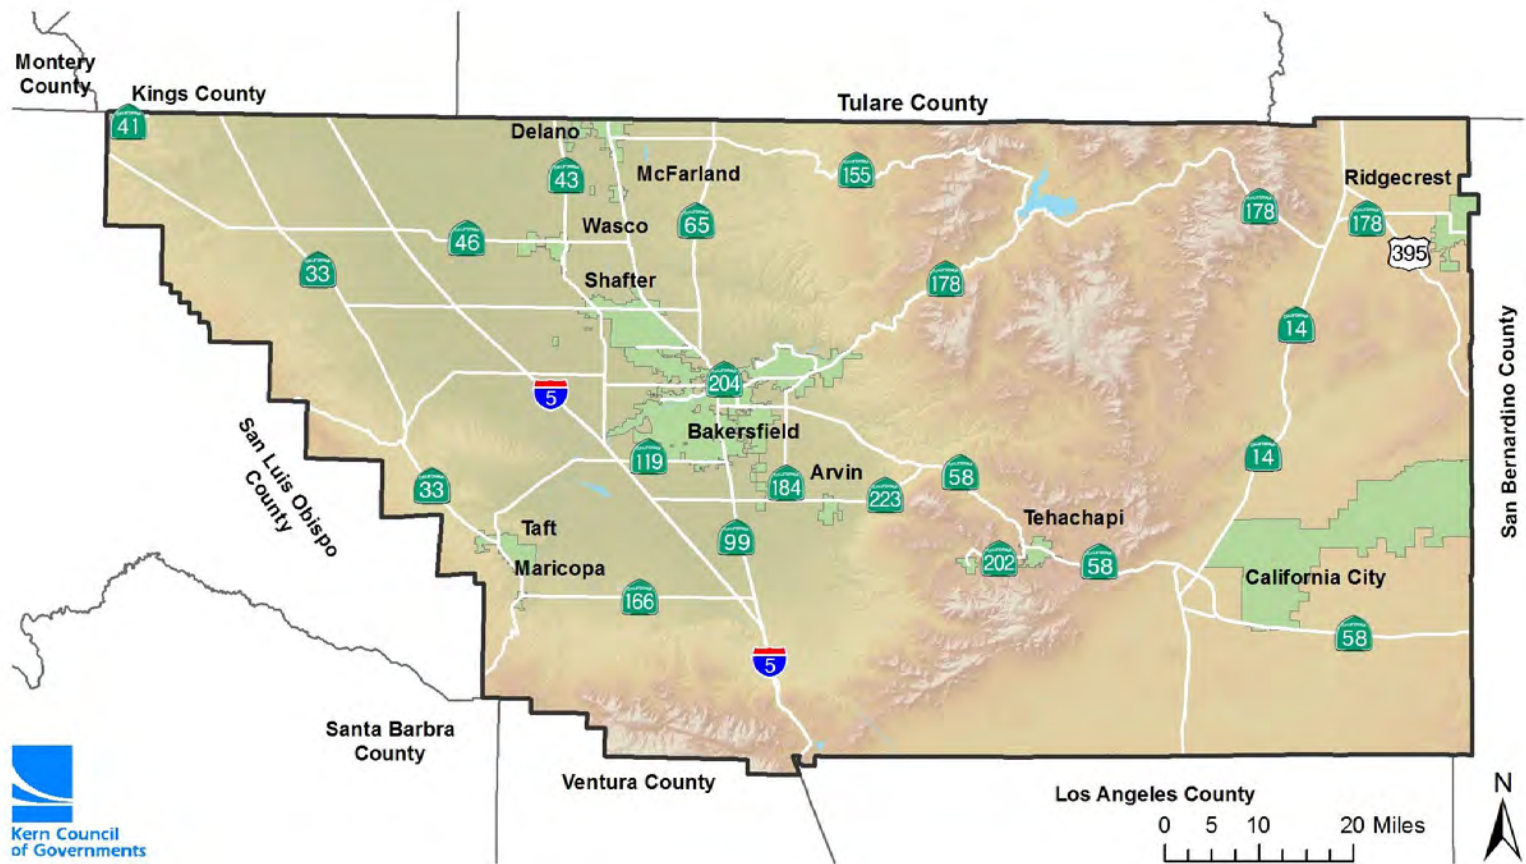 Montery
County
Kings County
Tulare County
41
Delano
43
McFarland
155
Ridgecrest
65
Wasco
46
178
178
395
33
Shafter
178
14
204
5
Bakersfield
San Bernardino County
San Luis Obispo
County
119
Arvin
14
33
184
223
58
Taft
99
Tehachapi
Maricopa
202
58
California City
166
58
5
Santa Barbra
County
Ventura County
Los Angeles County
N
0 5 10 20 Miles
Kern Council
of Governments